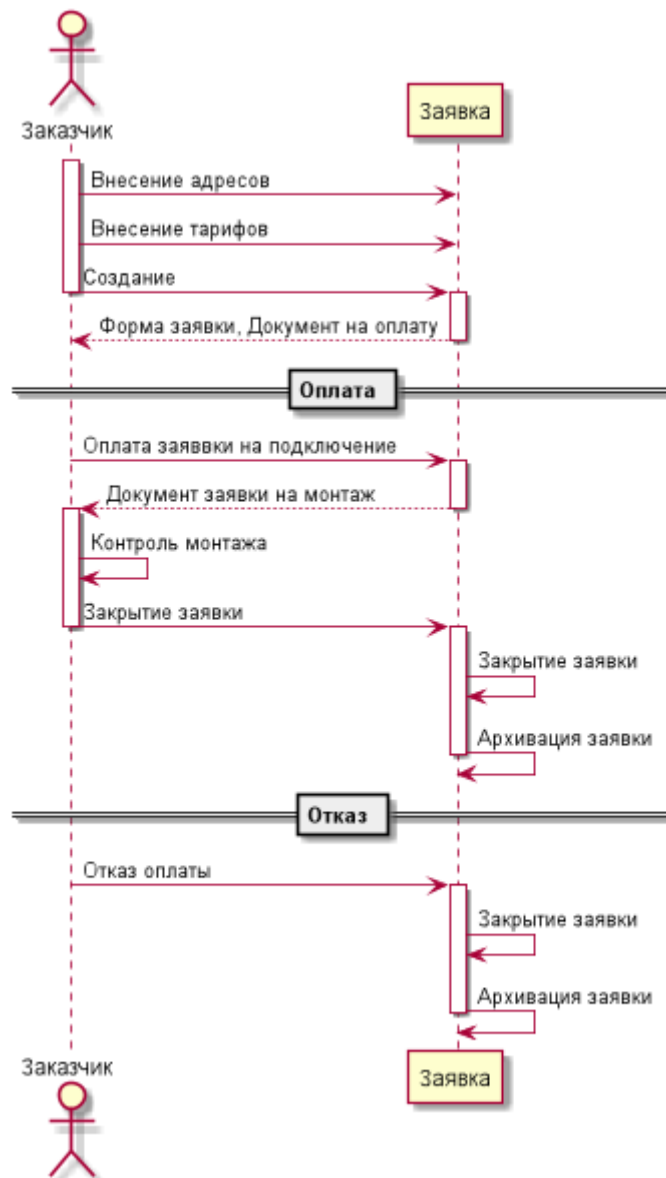 Заказчик
Заявка
Внесение адресов
Внесение тарифов
Создание
Форма заявки, Документ на оплату
Оплата
Оплата заяввки на подключение
Документ заявки на монтаж
Контроль монтажа
Закрытие заявки
Закрытие заявки
Архивация заявки
Отказ
Отказ оплаты
Закрытие заявки
Архивация заявки
Заказчик
Заявка